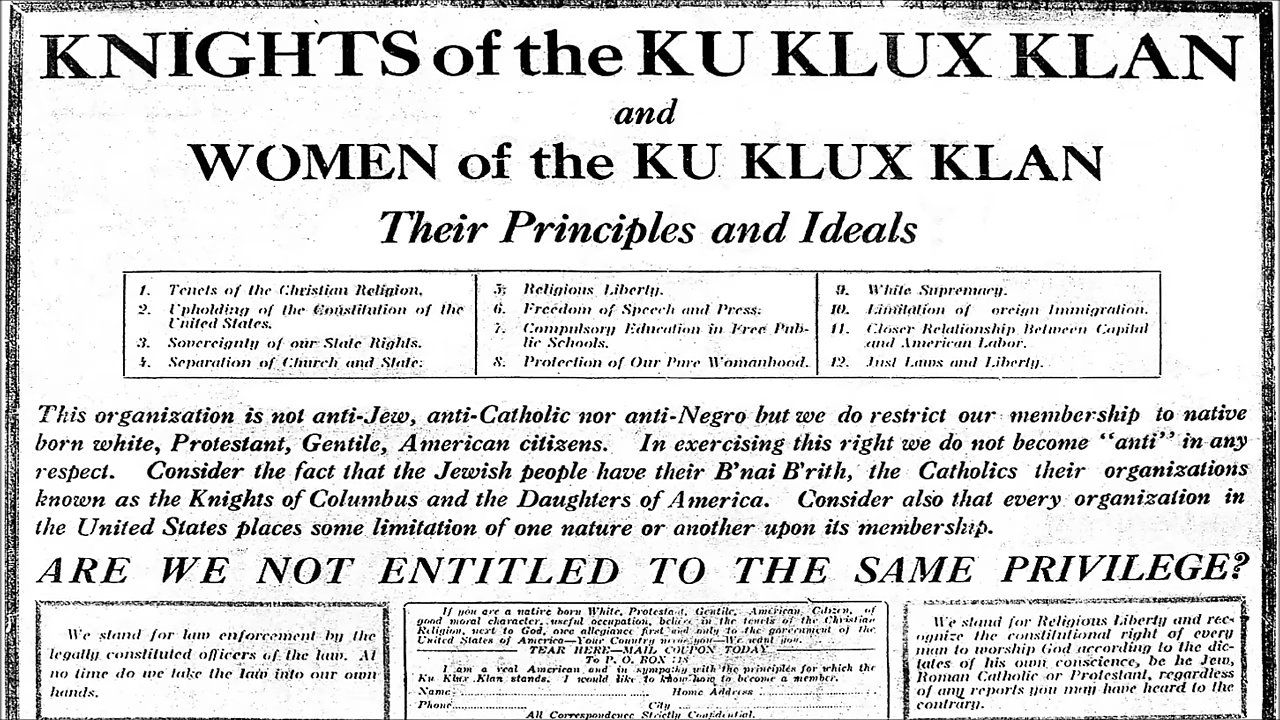 KNIGHTS of the KU KLUX KLAN
and
WOMEN of the KU KLUX KLAN
Their Principles and Ideals
1. Tenets of the Christian Religion.
2. Upholding of the Constitution of the
United States.
3. Sovereignty of our State Rights.
4. Separation of Church and State.
5. Religious Liberty.
6. Freedom of Speech and Press.
7. Compulsory Education in Free Pub-
lic Schools.
8. Protection of Our Pure Womanhood.
9. White Supremacy.
10. Limitation of oreign Immigration.
11. Closer Relationship Between Capital
and American Labor.
12. Just Laws and Liberty.
This organization is not anti-Jew, anti-Catholic nor anti-Negro but we do restrict our membership to native
born white, Protestant, Gentile, American citizens. In exercising this right we do not become "anti" in any
respect. Consider the fact that the Jewish people have their B'nai B'rith, the Catholics their organizations
known as the Knights of Columbus and the Daughters of America. Consider also that every organization in
the United States places some limitation of one nature or another upon its membership.
ARE WE NOT ENTITLED TO THE SAME PRIVILEGE?
We stand for law enforcement by the
legally constituted officers of the law. At
no time do we take the law into our own
hands.
If you are a native born White, Protestant, Gentile, American Citizen, of
good moral character, useful occupation, believe in the tenets of the Christian
Religion, next to God, owe allegiance first and only to the government of the
United States of America—Your Country needs you—We want you.
TEAR HERE—MAIL COUPON TODAY
To P. O. BOX
I am a real American and in sympathy with the principles for which the
Ku Klux Klan stands. I would like to know how to become a member.
Name Home Address
Phone City
All Correspondence Strictly Confidential.
We stand for Religious Liberty and rec-
ognize the constitutional right of every
man to worship God according to the dic-
tates of his own conscience, be he Jew,
Roman Catholic or Protestant, regardless
of any reports you may have heard to the
contrary.